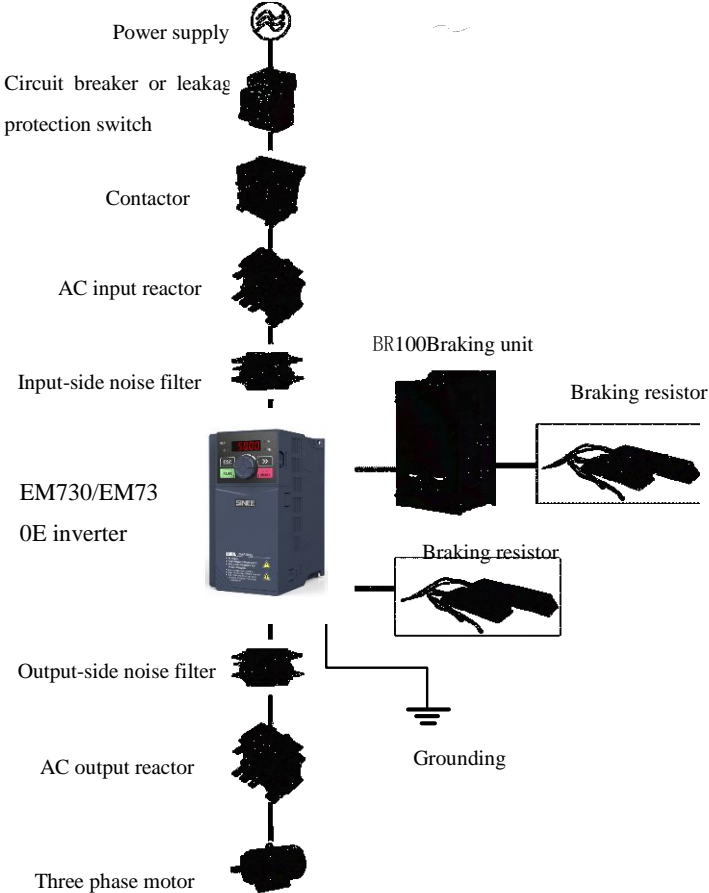 Power supply
Circuit breaker or leakag
protection switch
Contactor
AC input reactor
Input-side noise filter
BR100Braking unit
Braking resistor
EM730/EM73
0E inverter
SINEE
Braking resistor
Output-side noise filter
Grounding
AC output reactor
Three phase motor